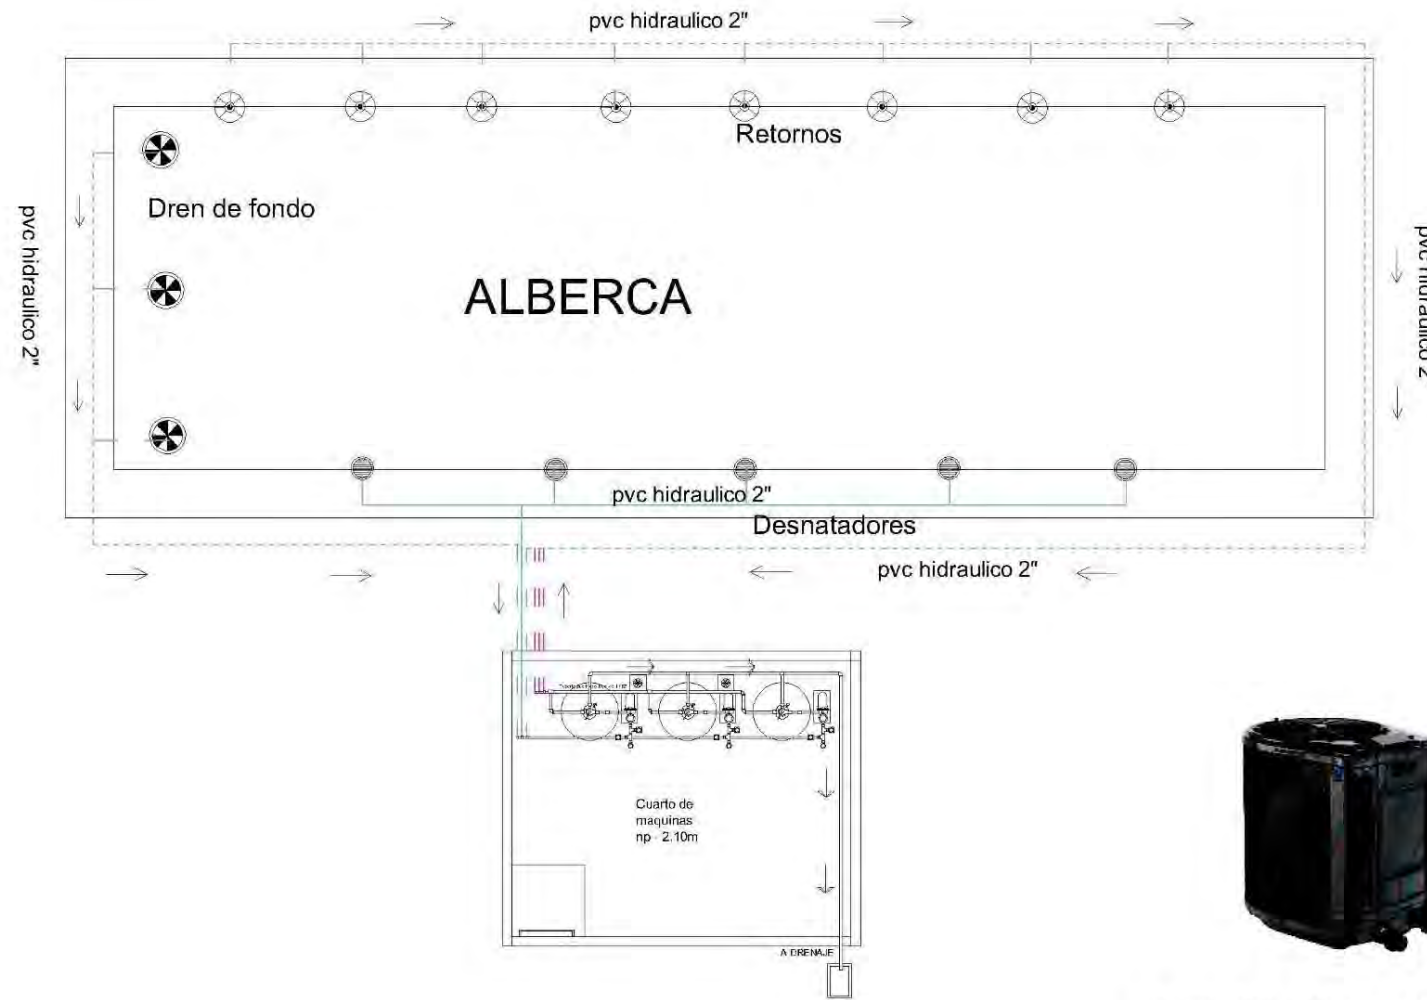 pvc hidraulico 2"
Retornos
Dren de fondo
pvc hidraulico 2"
pvc hidraulico 2
ALBERCA
pvc hidraulico 2"
Desnatadores
pvc hidraulico 2"
Cuarto de
maquinas
np - 2.10m
A DRENAJE